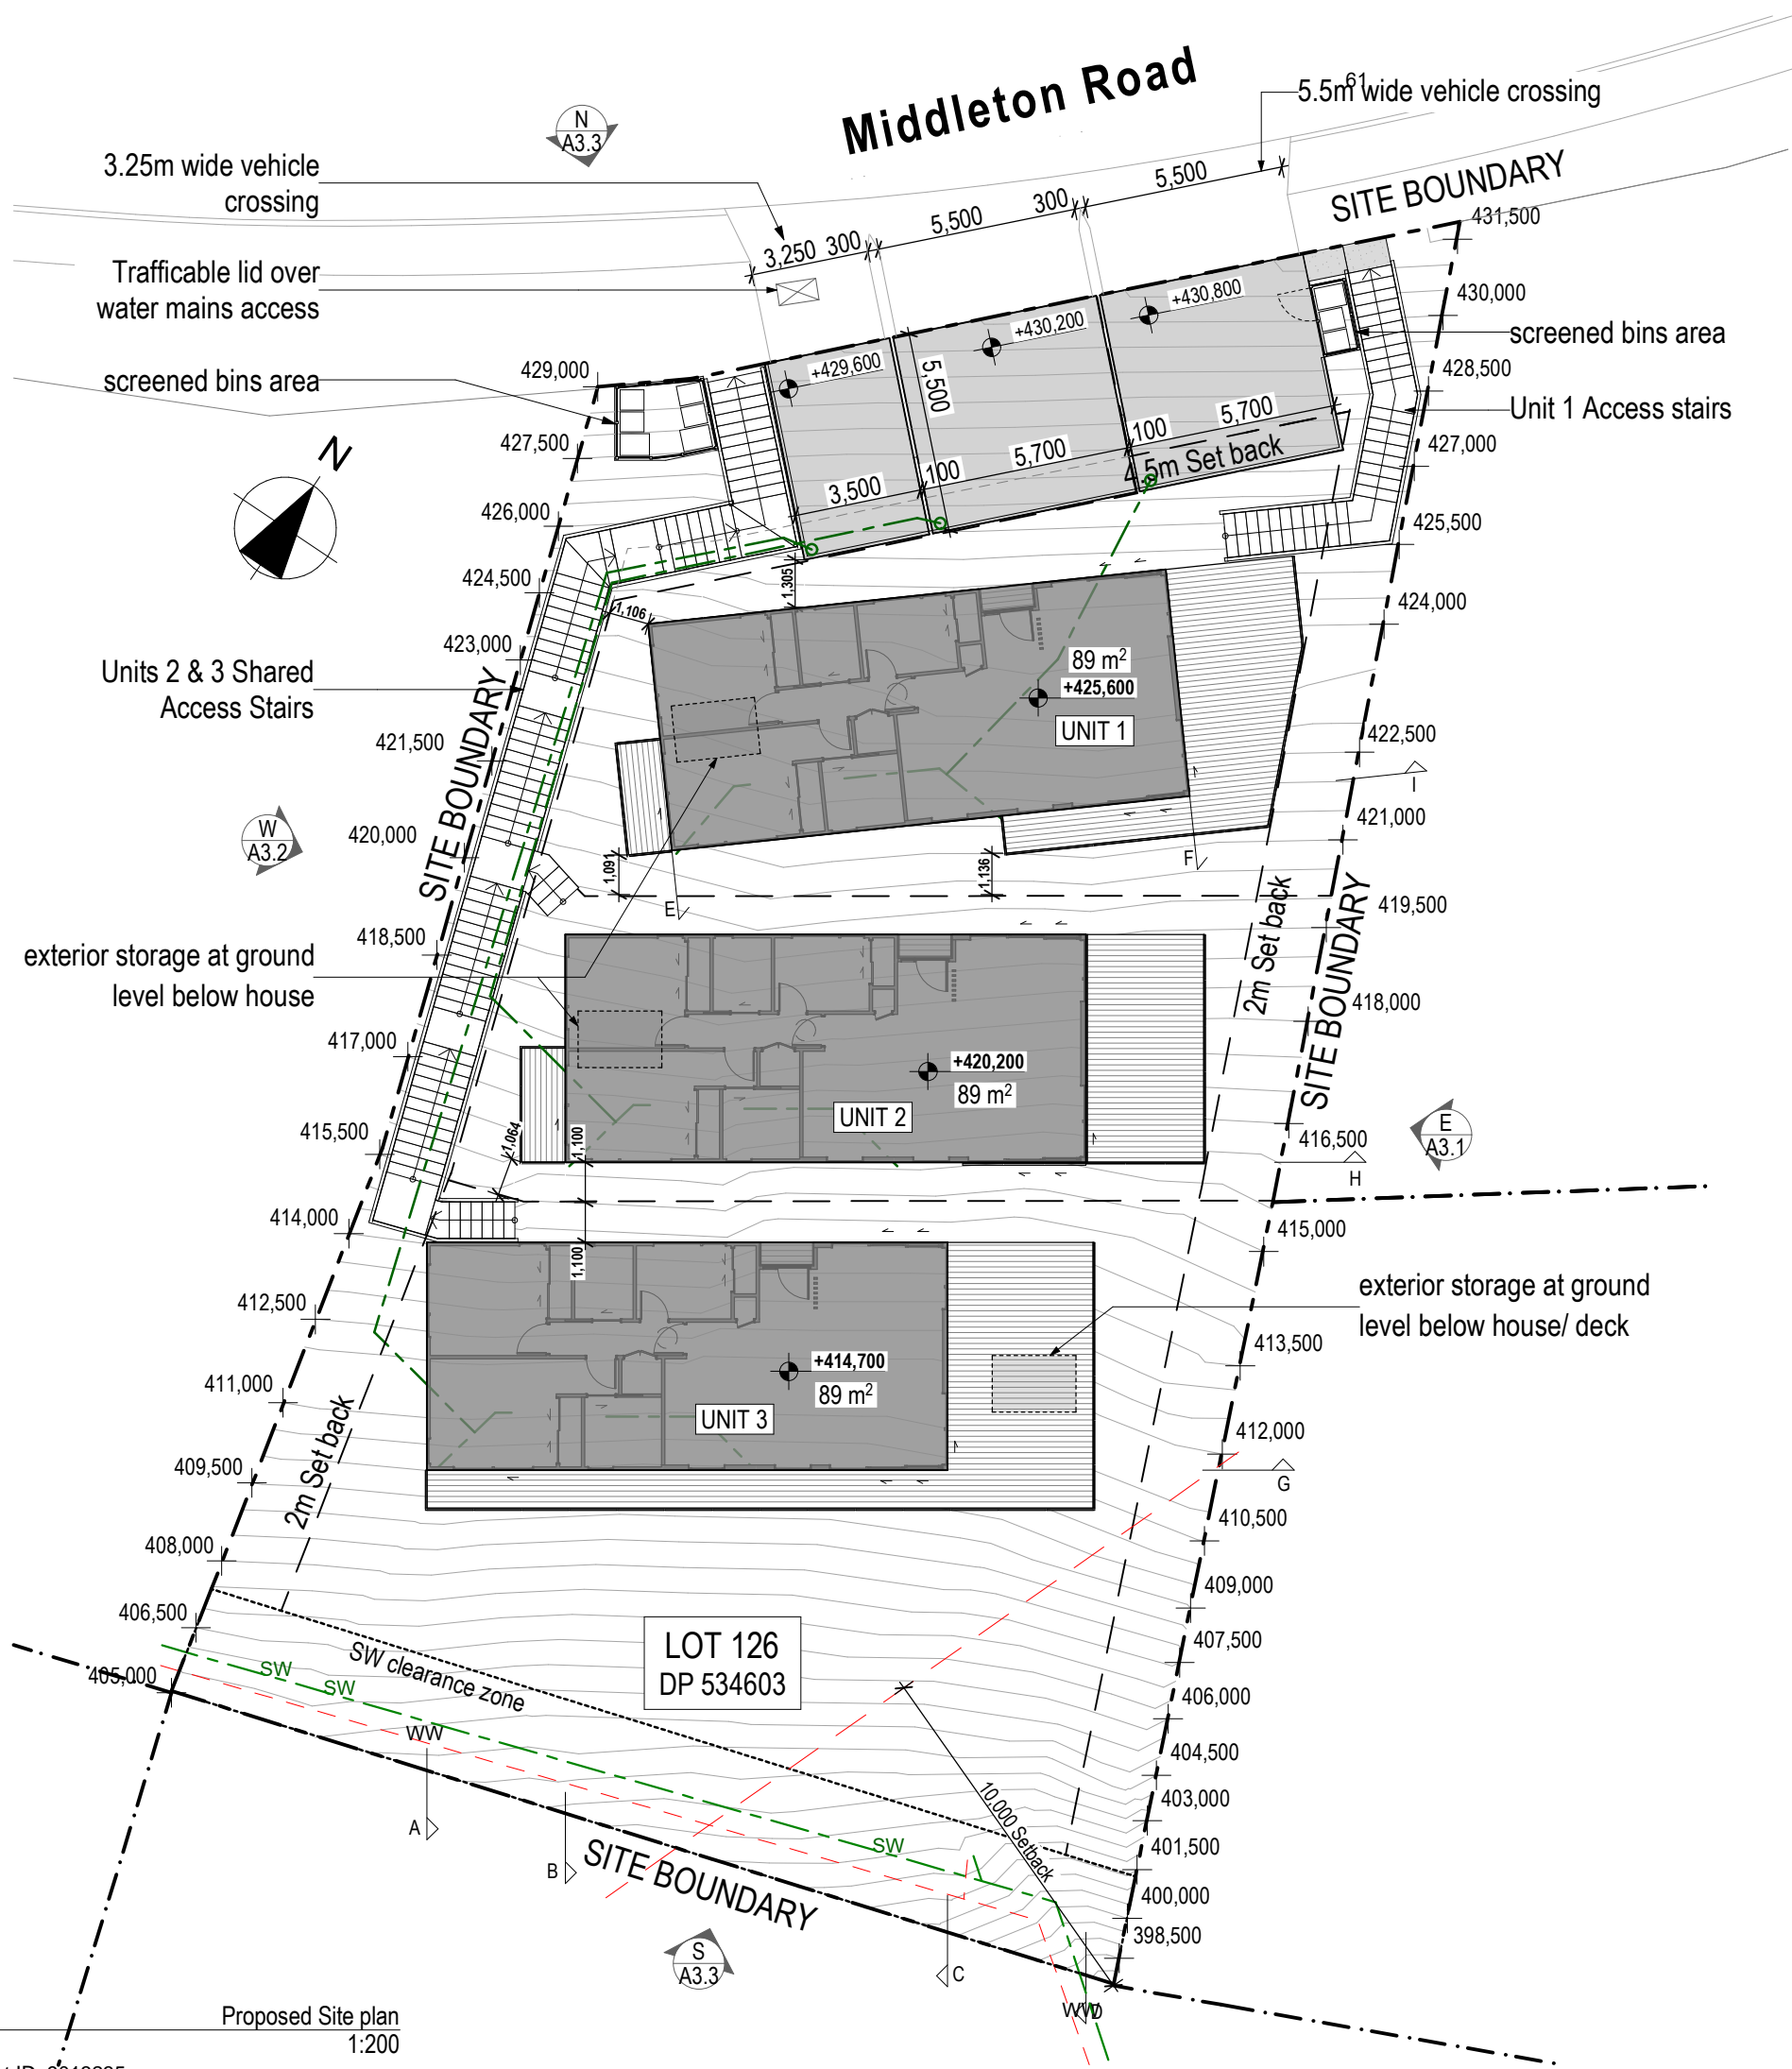 Middleton Road
61
5.5m wide vehicle crossing
N
A3.3
3.25m wide vehicle
crossing
5,500
300
5,500
3,250 300
SITE BOUNDARY
431,500
Trafficable lid over
water mains access
+430,800
430,000
+430,200
screened bins area
+429,600
429,000
screened bins area
5,500
428,500
Unit 1 Access stairs
5,700
427,500
100
427,000
N
5,700
4.5m Set back
100
3,500
426,000
425,500
424,500
1,305
1,106
424,000
423,000
89 m2
+425,600
UNIT 1
Units 2 & 3 Shared
Access Stairs
SITE BOUNDARY
421,500
422,500
I
W
A3.2
420,000
421,000
1,091
1,136
F
E
419,500
418,500
2m Set back
SITE BOUNDARY
exterior storage at ground
level below house
418,000
417,000
+420,200
89 m2
UNIT 2
415,500
1,064
1,100
416,500
E
A3.1
H
414,000
415,000
1,100
412,500
exterior storage at ground
level below house/ deck
413,500
+414,700
89 m2
UNIT 3
411,000
412,000
2m Set back
409,500
G
410,500
408,000
409,000
406,500
LOT 126
DP 534603
407,500
SW clearance zone
SW
SW
405,000
406,000
WW
404,500
10,000 Setback
403,000
A
SW
401,500
B
SITE BOUNDARY
400,000
398,500
S
A3.3
C
WW
D
Proposed Site plan
1:200